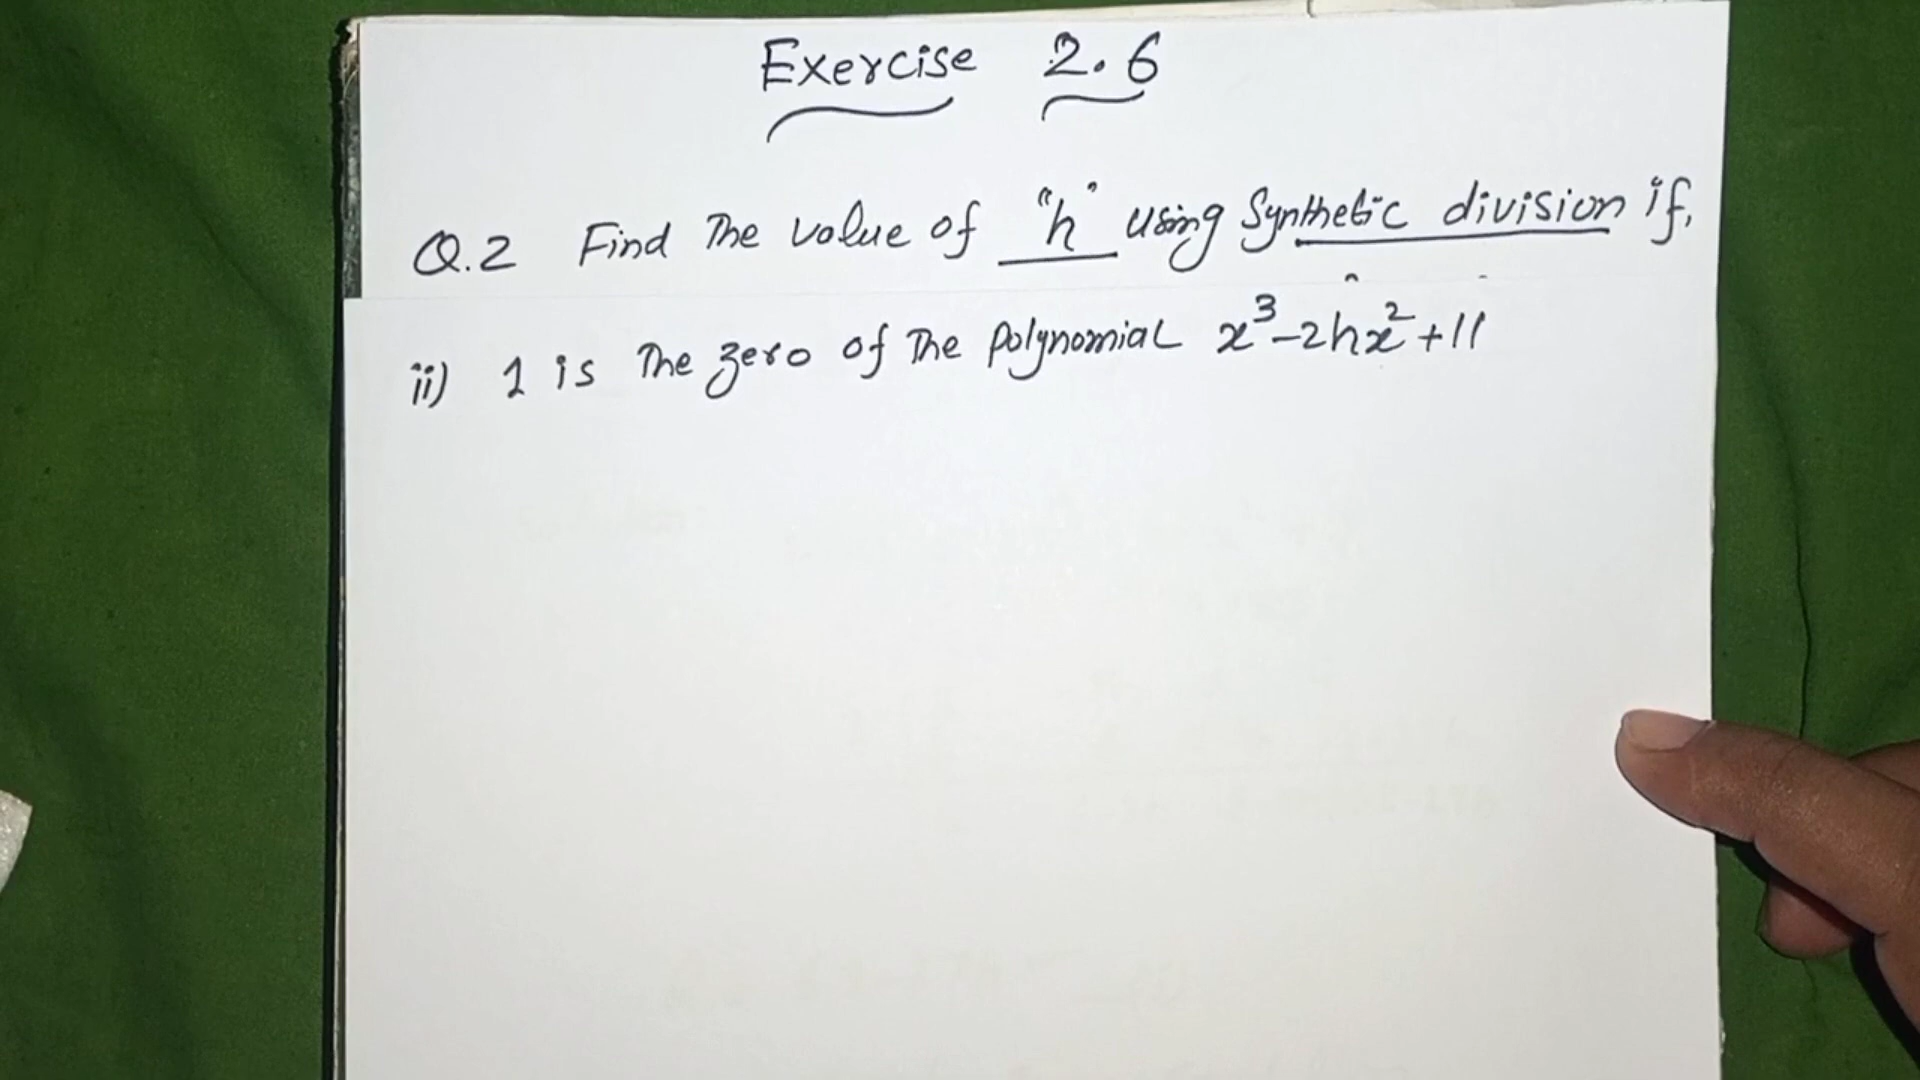 Exercise 2.6
Q.2 Find The value of "h" using Synthetic division if,
ii) 1 is The zero of The Polynomial x³-2hx²+11